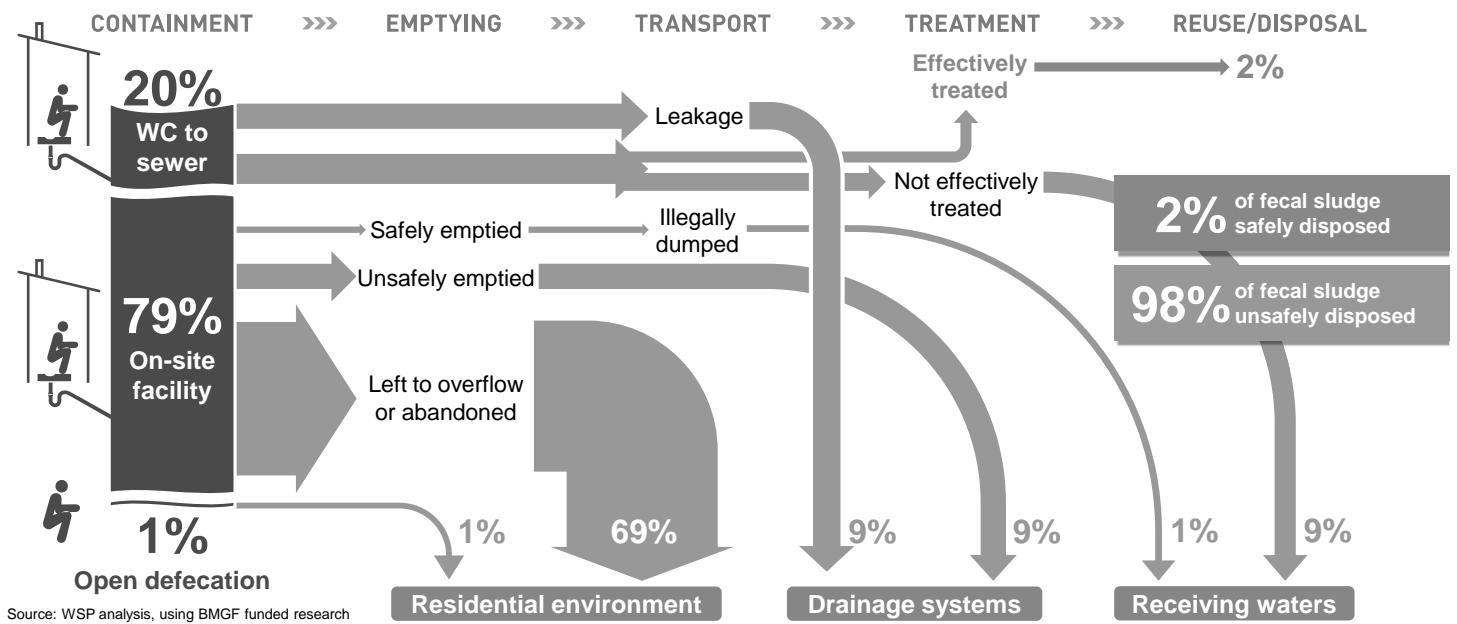 CONTAINMENT >>> EMPTYING >>> TRANSPORT >>> TREATMENT >>> REUSE/DISPOSAL
20%
WC to
sewer
Leakage
Effectively
treated
2%
Not effectively
treated
2% of fecal sludge
safely disposed
98% of fecal sludge
unsafely disposed
79%
On-site
facility
Safely emptied
Illegally
dumped
Unsafely emptied
Left to overflow
or abandoned
1%
Open defecation
1%
69%
9%
9%
1%
9%
Residential environment
Drainage systems
Receiving waters
Source: WSP analysis, using BMGF funded research